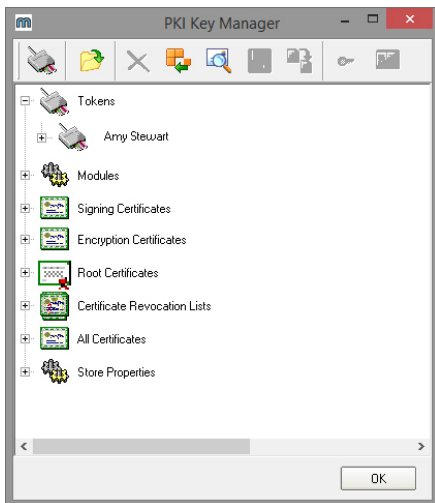 PKI Key Manager
Tokens
Amy Stewart
Modules
Signing Certificates
Encryption Certificates
Root Certificates
Certificate Revocation Lists
All Certificates
Store Properties
OK